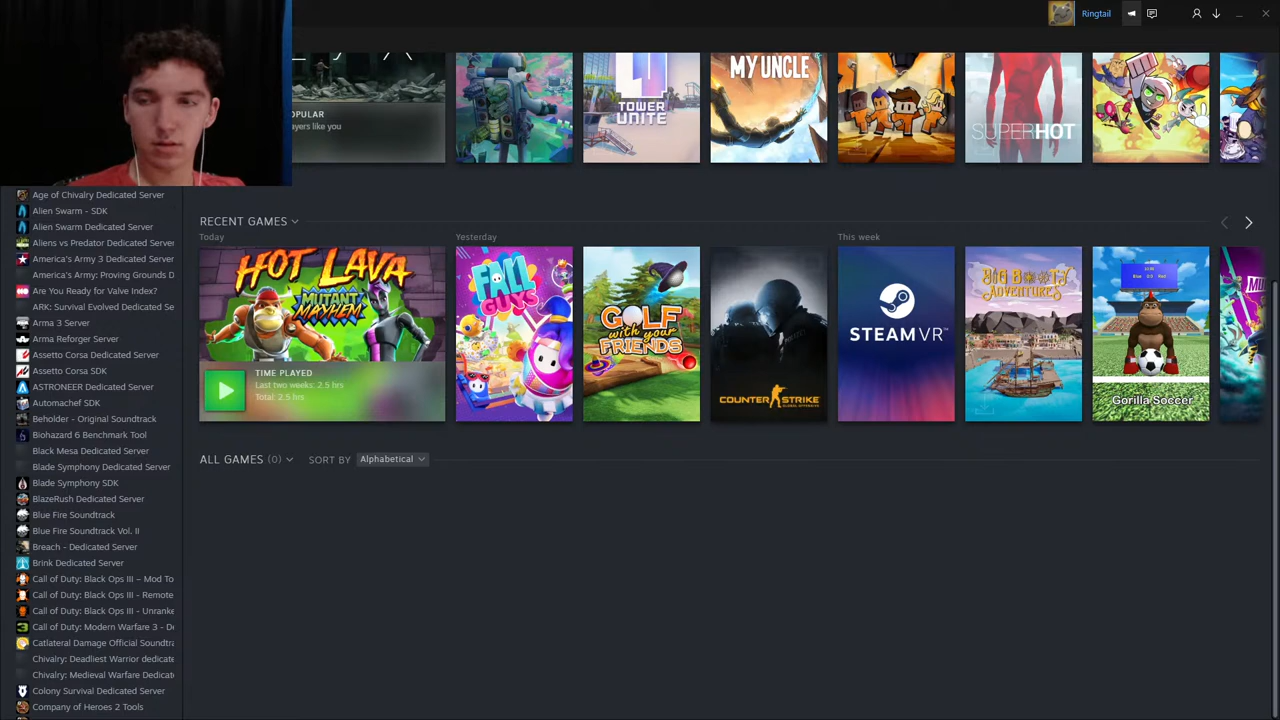 Ringtail
OPULAR
ayers like you
TOWER
UNITE
MY UNCLE
SUPERHOT
RECENT GAMES
Today
Yesterday
This week
HOT LAVA
MUTANT
MAYHEM
TIME PLAYED
Last two weeks: 2.5 hrs
Total: 2.5 hrs
FALL
GUYS
GOLF
with your
FRIENDS
COUNTER STRIKE
GLOBAL OFFENSIVE
STEAMVR™
BIG BOOTY
ADVENTURES
Gorilla Soccer
ALL GAMES (0)
SORT BY
Alphabetical
Age of Chivalry Dedicated Server
Alien Swarm - SDK
Alien Swarm Dedicated Server
Aliens vs Predator Dedicated Server
America's Army 3 Dedicated Server
America's Army: Proving Grounds D
Are You Ready for Valve Index?
ARK: Survival Evolved Dedicated Se
Arma 3 Server
Arma Reforger Server
Assetto Corsa Dedicated Server
Assetto Corsa SDK
ASTRONEER Dedicated Server
Automachef SDK
Beholder - Original Soundtrack
Biohazard 6 Benchmark Tool
Black Mesa Dedicated Server
Blade Symphony Dedicated Server
Blade Symphony SDK
BlazeRush Dedicated Server
Blue Fire Soundtrack
Blue Fire Soundtrack Vol. II
Breach - Dedicated Server
Brink Dedicated Server
Call of Duty: Black Ops III – Mod To
Call of Duty: Black Ops III - Remote
Call of Duty: Black Ops III - Unranke
Call of Duty: Modern Warfare 3 - De
Catlateral Damage Official Soundtra
Chivalry: Deadliest Warrior dedicate
Chivalry: Medieval Warfare Dedicat
Colony Survival Dedicated Server
Company of Heroes 2 Tools